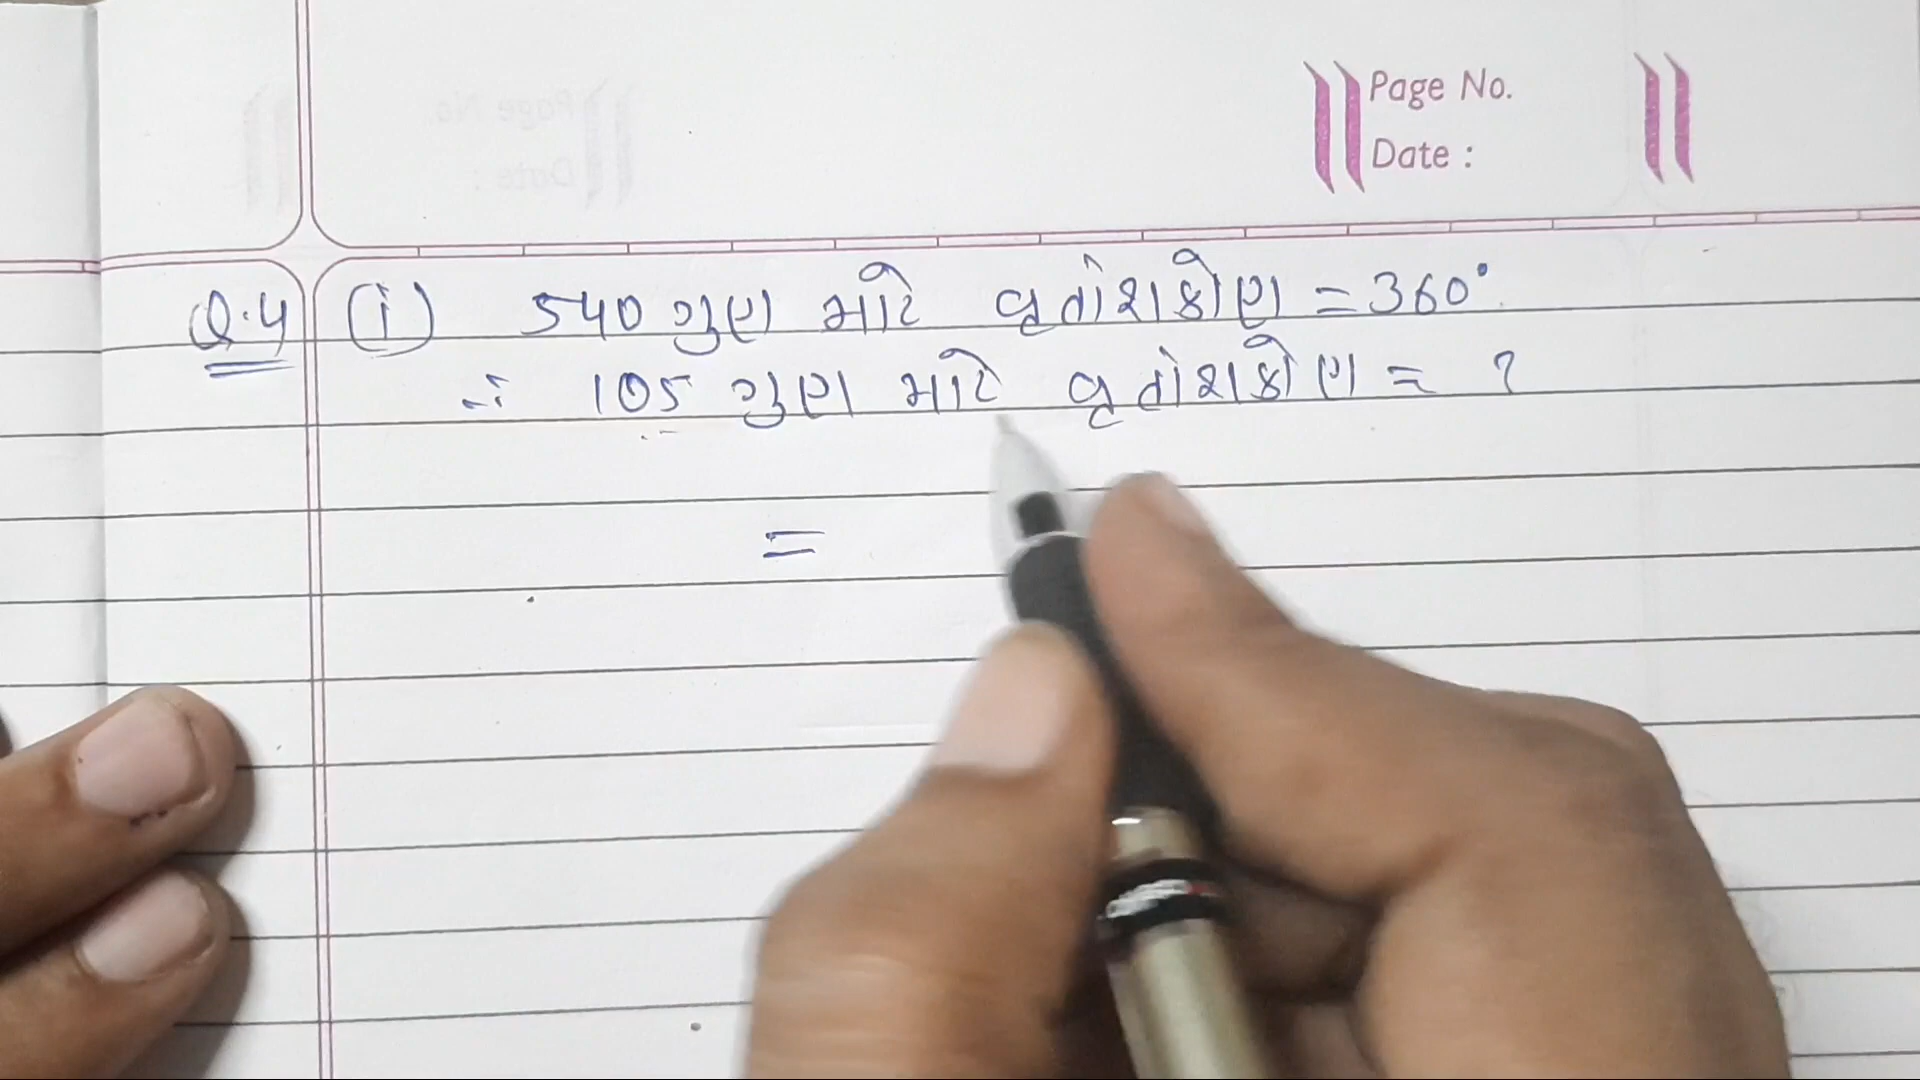 Page No.
Date :
Q.4 (i) 540 ગુણ માટે વૃતાંશકોણ = 360°
∴ 105 ગુણ માટે વૃતાંશકોણ = ?
=